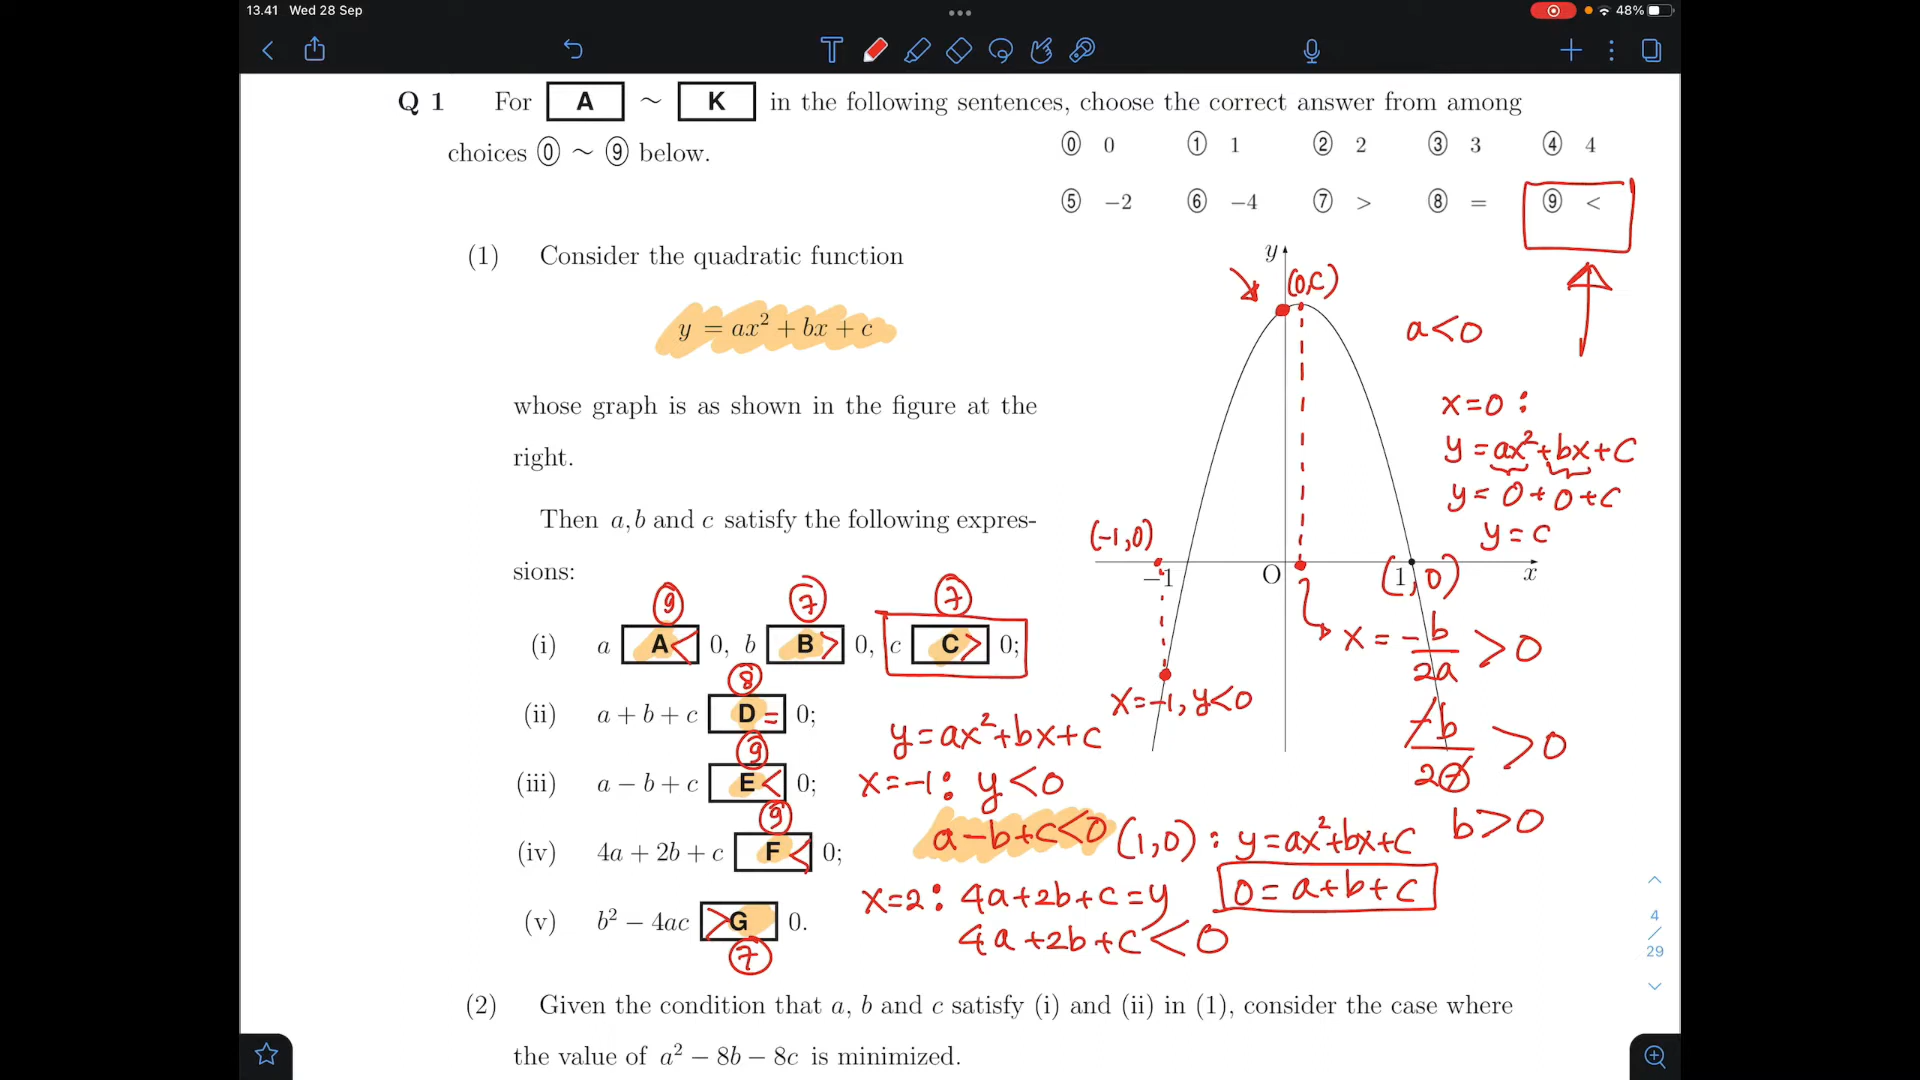 13.41 Wed 28 Sep
48%
Q 1 For A ~ K in the following sentences, choose the correct answer from among
choices ⓪ ~ ⑨ below.
⓪ 0 ① 1 ② 2 ③ 3 ④ 4
⑤ −2 ⑥ −4 ⑦ > ⑧ = ⑨ <
(1) Consider the quadratic function
y = ax² + bx + c
whose graph is as shown in the figure at the
right.
Then a, b and c satisfy the following expres-
sions:
⑨ ⑦ ⑦
(i) a A < 0, b B > 0, c C > 0;
⑧
(ii) a + b + c D = 0;
⑨
(iii) a − b + c E < 0;
⑨
(iv) 4a + 2b + c F < 0;
(v) b² − 4ac > G 0.
⑦
y
(0,c)
a<0
x=0 :
y = ax²+bx+c
y = 0+0+c
y = c
(-1,0)
−1 O (1,0) x
x = -b/2a > 0
x=-1, y<0
-b/2a > 0
b>0
y=ax²+bx+c
x=-1: y<0
a-b+c<0
(1,0) : y=ax²+bx+c
0 = a+b+c
x=2: 4a+2b+c=y
4a+2b+c<0
4
/
29
(2) Given the condition that a, b and c satisfy (i) and (ii) in (1), consider the case where
the value of a² − 8b − 8c is minimized.